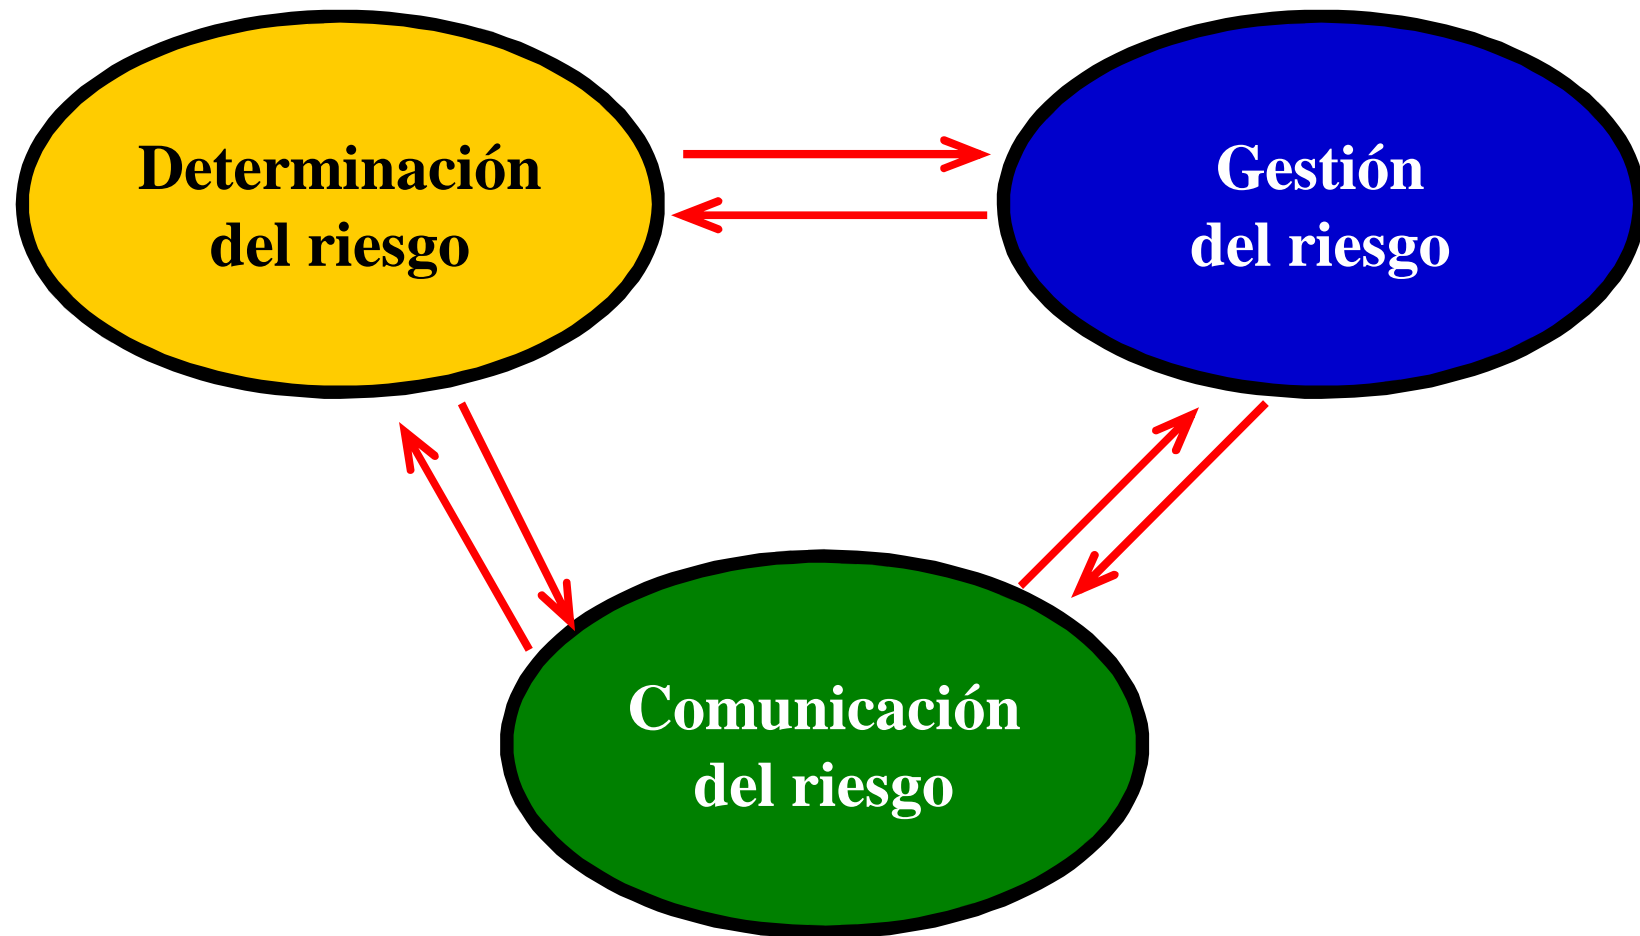 Determinación
del riesgo
Gestión
del riesgo
Comunicación
del riesgo